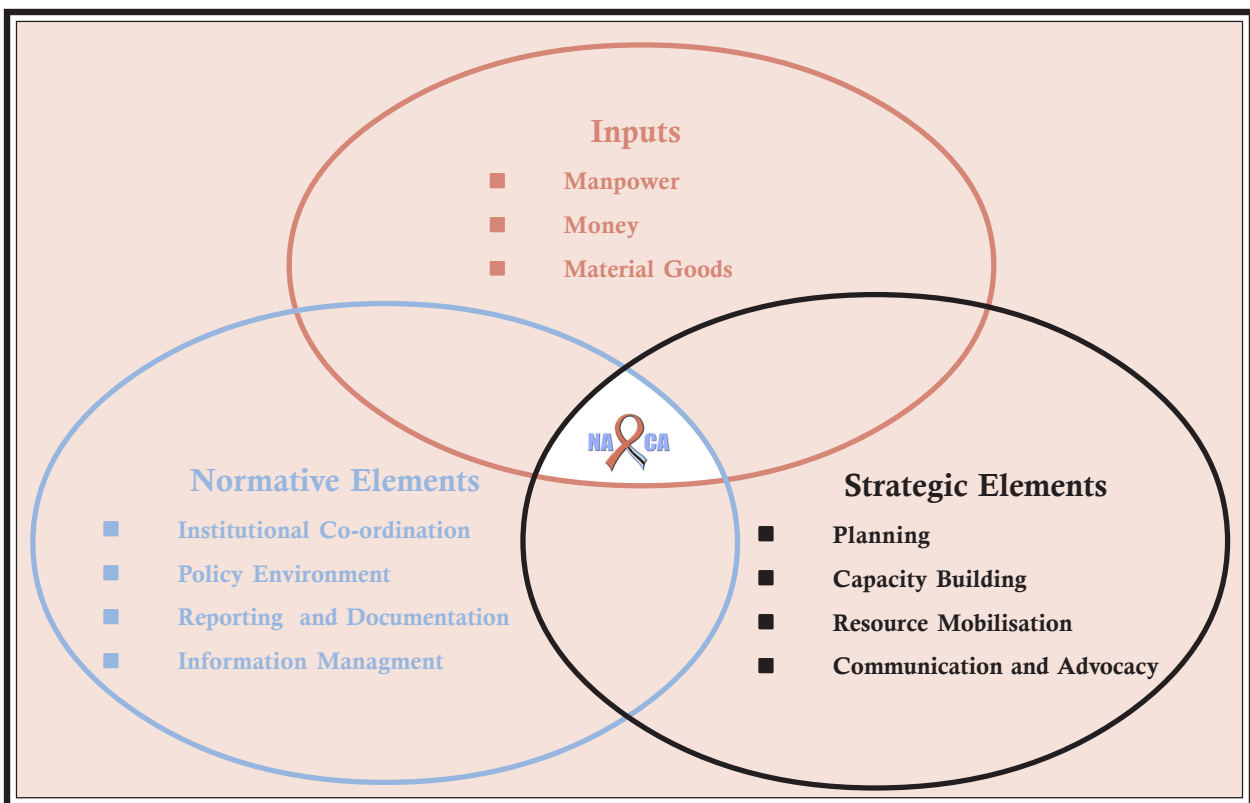 Inputs
■ Manpower
■ Money
■ Material Goods
NACA
Normative Elements
■ Institutional Co-ordination
■ Policy Environment
■ Reporting and Documentation
■ Information Managment
Strategic Elements
■ Planning
■ Capacity Building
■ Resource Mobilisation
■ Communication and Advocacy